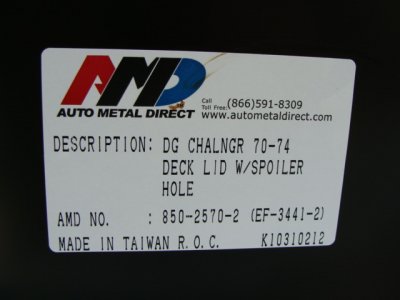 AMD
AUTO METAL DIRECT
Call
Toll Free: (866)591-8309
www.autometaldirect.com
DESCRIPTION: DG CHALNGR 70-74
DECK LID W/SPOILER
HOLE
AMD NO. : 850-2570-2 (EF-3441-2)
MADE IN TAIWAN R.O.C. K10310212